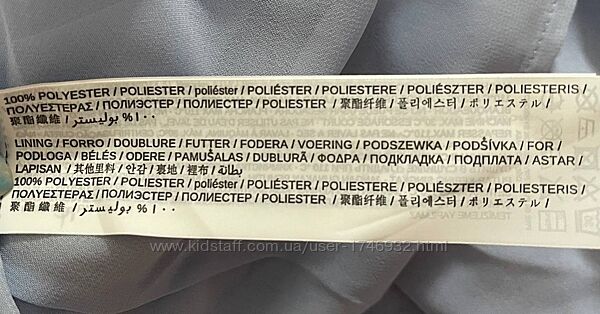 100% POLYESTER / POLIESTER / poliéster / POLIÉSTER / POLIESTERE / POLIÉSZTER / POLIESTERIS /
ΠΟΛΥΕΣΤΕΡΑΣ / ПОЛИЭСТЕР / ПОЛИЕСТЕР / POLIESTER / 聚酯纤维 / 폴리에스터 / ポリエステル /
聚酯纖維 / بوليستر %١٠٠
LINING / FORRO / DOUBLURE / FUTTER / FODERA / VOERING / PODSZEWKA / PODŠÍVKA / FOR /
PODLOGA / BÉLÉS / ODERE / PAMUŠALAS / DUBLURĂ / ΦΟΔΡΑ / ПОДКЛАДКА / ПОДПЛАТА / ASTAR /
LAPISAN / 其他里料 / 안감 / 裏地 / 裡布 / بطانة
100% POLYESTER / POLIESTER / poliéster / POLIÉSTER / POLIESTERE / POLIÉSZTER / POLIESTERIS /
ΠΟΛΥΕΣΤΕΡΑΣ / ПОЛИЭСТЕР / ПОЛИЕСТЕР / POLIESTER / 聚酯纤维 / 폴리에스터 / ポリエステル /
聚酯纖維 / بوليستر %١٠٠
www.kidstaff.com.ua/user-1746932.html